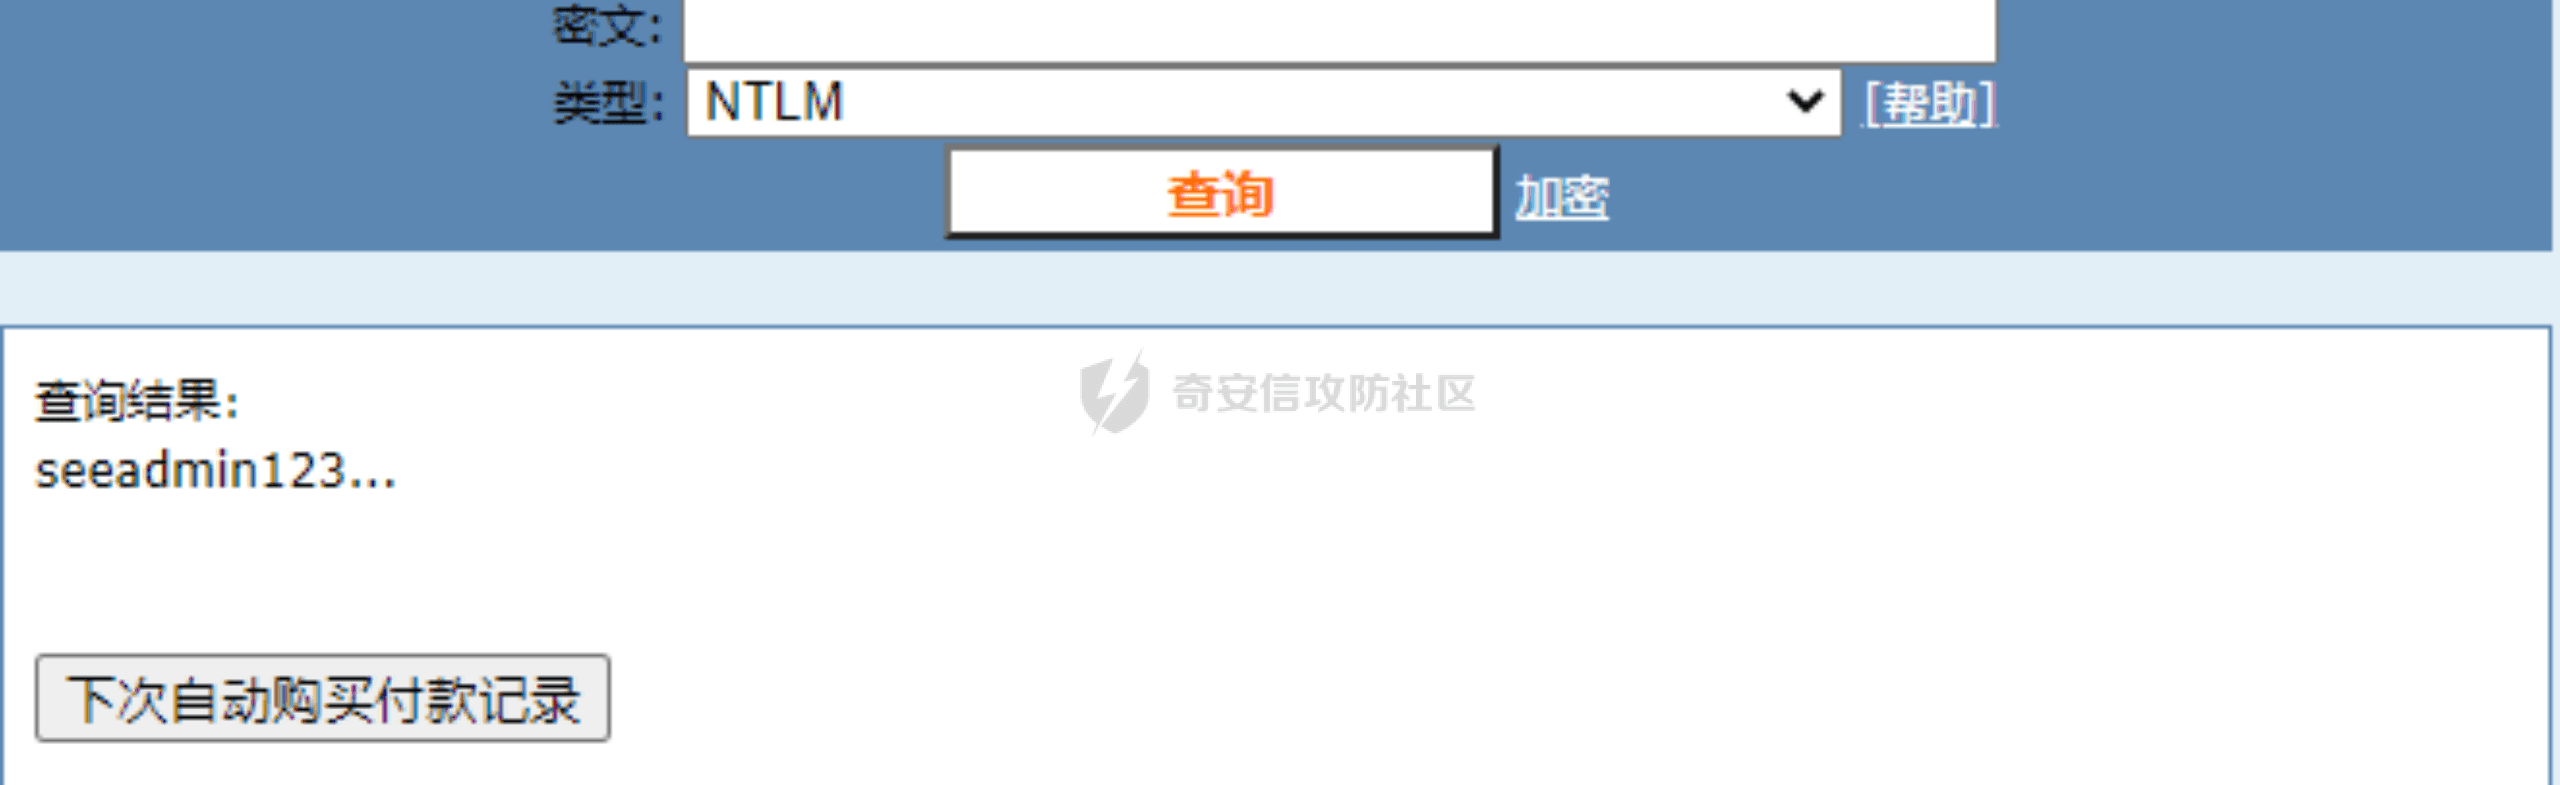 密文:
类型: NTLM [帮助]
查询 加密
奇安信攻防社区
查询结果:
seeadmin123...
下次自动购买付款记录